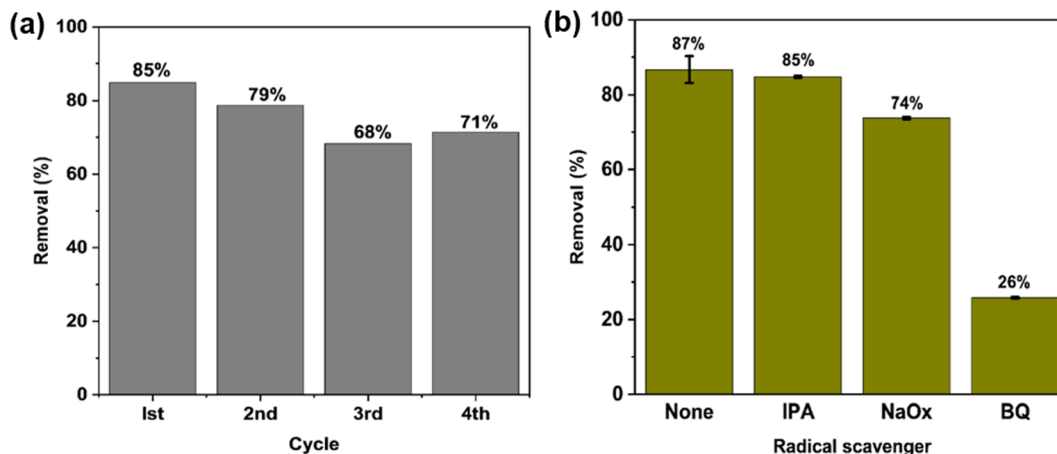 (a)
Removal (%)
100
80
60
40
20
0
85%
79%
68%
71%
Ist
2nd
3rd
4th
Cycle
(b)
Removal (%)
100
80
60
40
20
0
87%
85%
74%
26%
None
IPA
NaOx
BQ
Radical scavenger